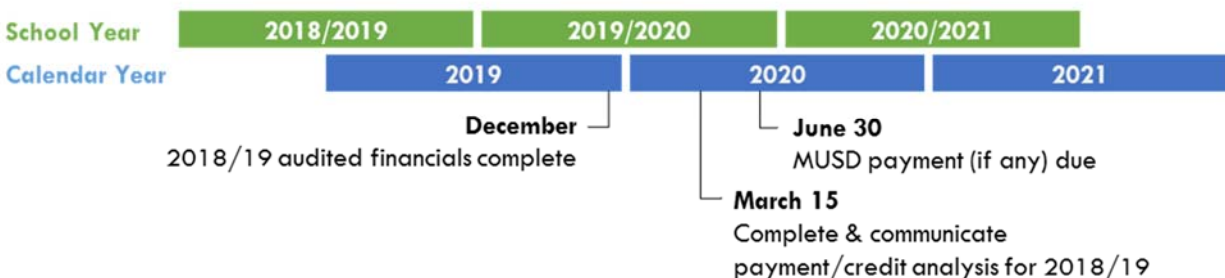 School Year 2018/2019 2019/2020 2020/2021
Calendar Year 2019 2020 2021
December
2018/19 audited financials complete
June 30
MUSD payment (if any) due
March 15
Complete & communicate
payment/credit analysis for 2018/19